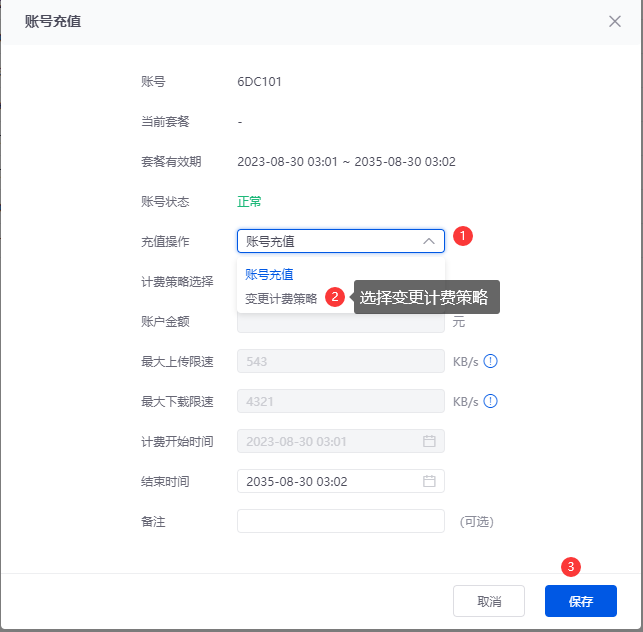 账号充值
账号 6DC101
当前套餐 -
套餐有效期 2023-08-30 03:01 ~ 2035-08-30 03:02
账号状态 正常
充值操作 账号充值 1
计费策略选择 账号充值
变更计费策略 2 选择变更计费策略
账户金额 元
最大上传限速 543 KB/s
最大下载限速 4321 KB/s
计费开始时间 2023-08-30 03:01
结束时间 2035-08-30 03:02
备注 (可选)
3
取消 保存